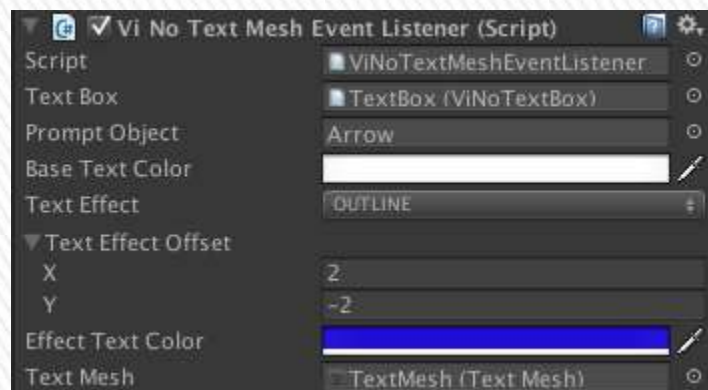 Vi No Text Mesh Event Listener (Script)
Script ViNoTextMeshEventListener
Text Box TextBox (ViNoTextBox)
Prompt Object Arrow
Base Text Color
Text Effect OUTLINE
Text Effect Offset
X 2
Y -2
Effect Text Color
Text Mesh TextMesh (Text Mesh)